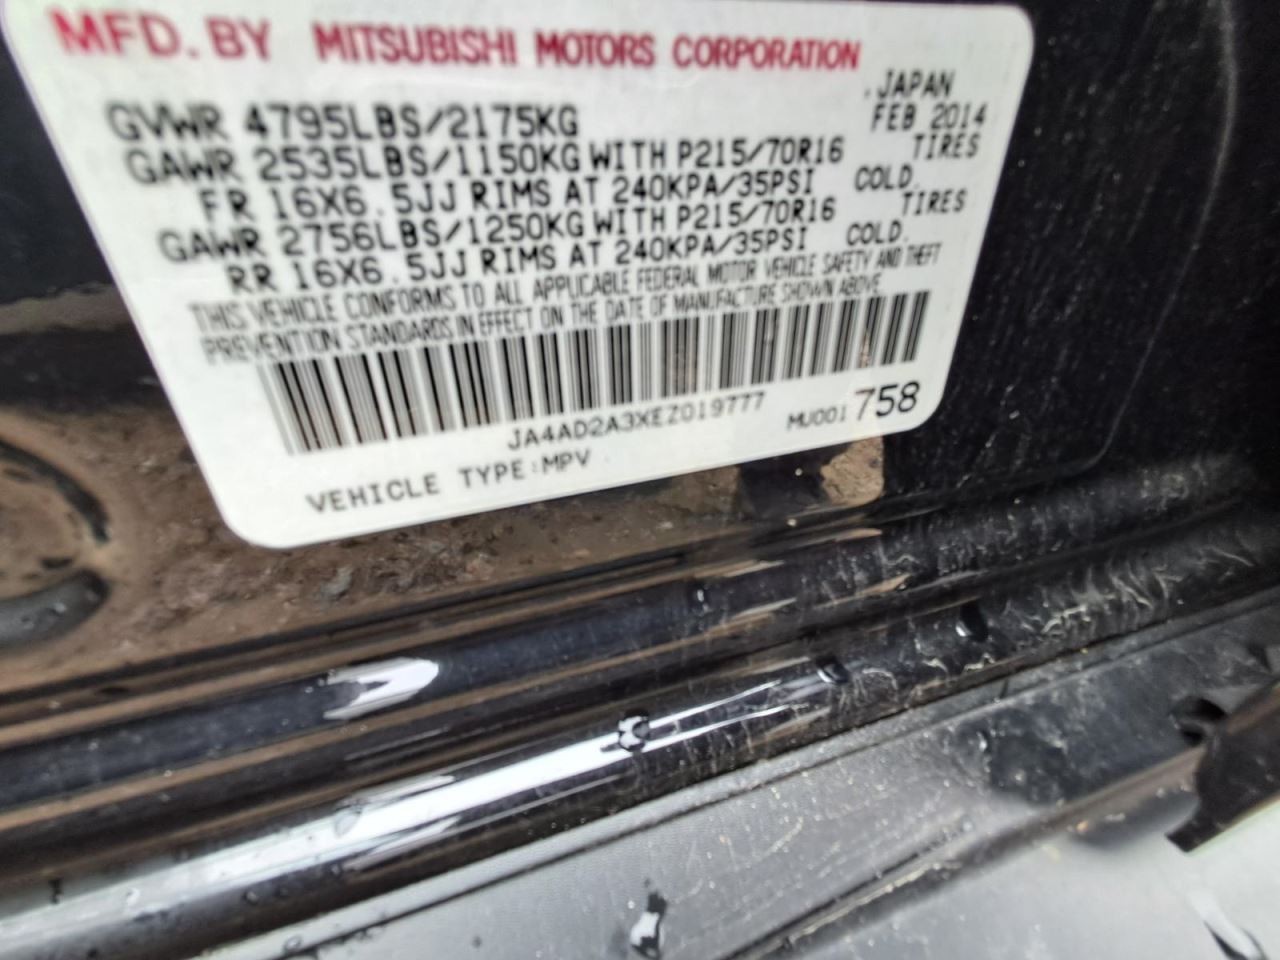 MFD. BY MITSUBISHI MOTORS CORPORATION
.JAPAN
GVWR 4795LBS/2175KG FEB 2014
GAWR 2535LBS/1150KG WITH P215/70R16 TIRES
FR 16X6.5JJ RIMS AT 240KPA/35PSI COLD.
GAWR 2756LBS/1250KG WITH P215/70R16 TIRES
RR 16X6.5JJ RIMS AT 240KPA/35PSI COLD.
THIS VEHICLE CONFORMS TO ALL APPLICABLE FEDERAL MOTOR VEHICLE SAFETY AND THEFT
PREVENTION STANDARDS IN EFFECT ON THE DATE OF MANUFACTURE SHOWN ABOVE
JA4AD2A3XEZ019777 MU001758
VEHICLE TYPE:MPV